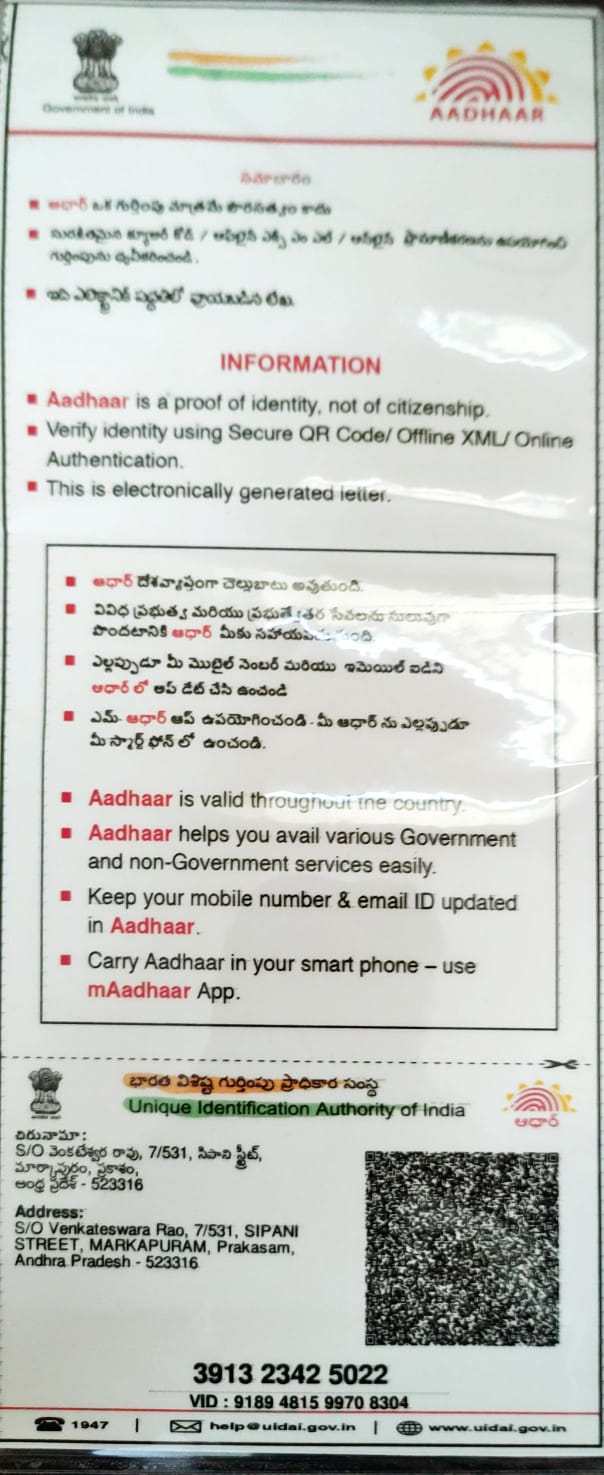 Government of India
AADHAAR
సమాచారం
■ ఆధార్ ఒక గుర్తింపు మాత్రమే పౌరసత్వం కాదు
■ సురక్షితమైన క్యూఆర్ కోడ్ / ఆఫ్‌లైన్ ఎక్స్ ఎం ఎల్ / ఆన్‌లైన్
గుర్తింపును ధృవీకరించండి.
■ ఇది ఎలక్ట్రానిక్ పద్ధతిలో వ్రాయబడిన లేఖ
INFORMATION
■ Aadhaar is a proof of identity, not of citizenship.
■ Verify identity using Secure QR Code/ Offline XML/ Online
Authentication.
■ This is electronically generated letter.
■ ఆధార్ దేశవ్యాప్తంగా చెల్లుబాటు అవుతుంది.
■ వివిధ ప్రభుత్వ మరియు ప్రభుత్వేతర సేవలను సులువుగా
పొందటానికి ఆధార్ మీకు
■ ఎల్లప్పుడూ మీ మొబైల్ నెంబర్ మరియు ఇమెయిల్ ఐడిని
ఆధార్ లో అప్ డేట్ చేసి ఉంచండి
■ ఎమ్- ఆధార్ ఆప్ ఉపయోగించండి - మీ ఆధార్ ను ఎల్లప్పుడూ
మీ స్మార్ట్ ఫోన్ లో ఉంచండి.
■ Aadhaar is valid throughout the country.
■ Aadhaar helps you avail various Government
and non-Government services easily.
■ Keep your mobile number & email ID updated
in Aadhaar.
■ Carry Aadhaar in your smart phone – use
mAadhaar App.
భారత విశిష్ట గుర్తింపు ప్రాధికార సంస్థ
Unique Identification Authority of India
ఆధార్
చిరునామా:
S/O వెంకటేశ్వర రావు, 7/531, సిపాని స్ట్రీట్,
మార్కాపురం, ప్రకాశం,
ఆంధ్ర ప్రదేశ్ - 523316
Address:
S/O Venkateswara Rao, 7/531, SIPANI
STREET, MARKAPURAM, Prakasam,
Andhra Pradesh - 523316
3913 2342 5022
VID : 9189 4815 9970 8304
1947 | help@uidai.gov.in | www.uidai.gov.in